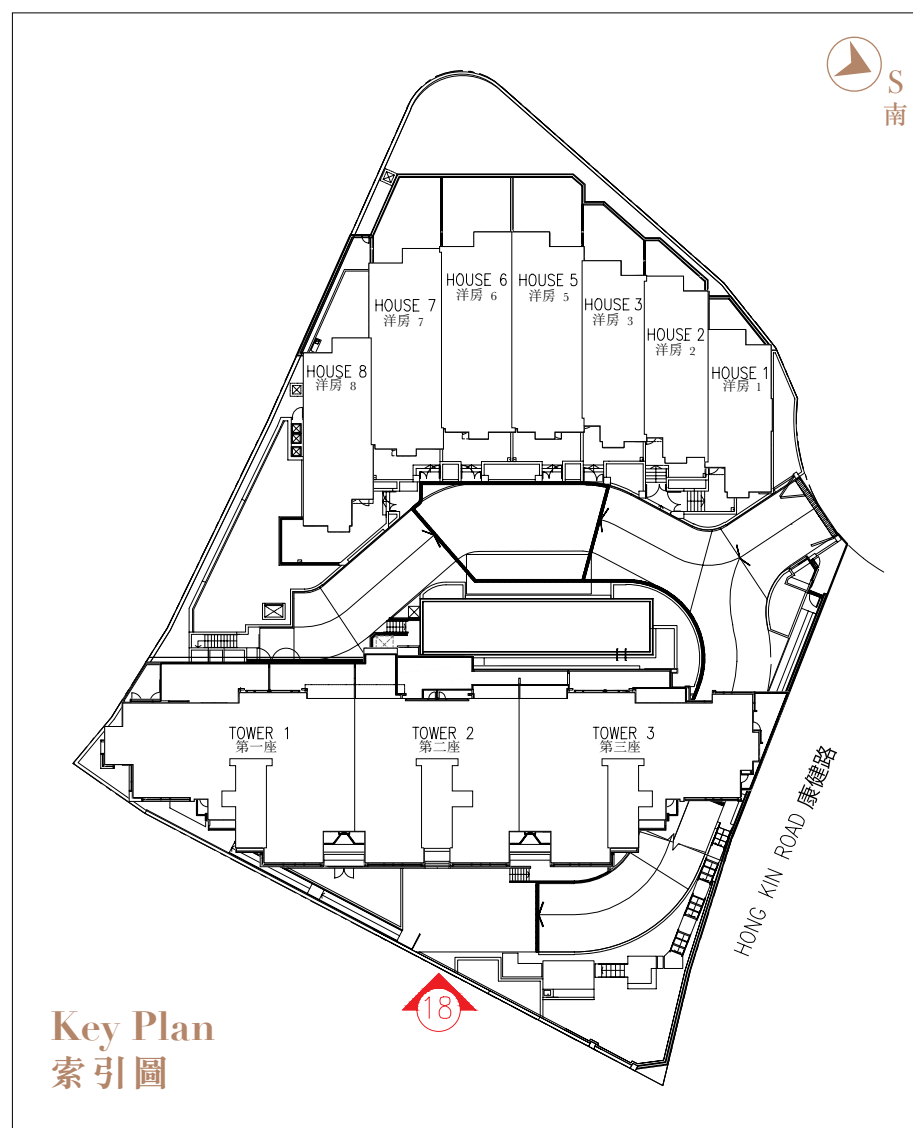 S
南
HOUSE 6
洋房 6
HOUSE 5
洋房 5
HOUSE 7
洋房 7
HOUSE 3
洋房 3
HOUSE 2
洋房 2
HOUSE 8
洋房 8
HOUSE 1
洋房 1
TOWER 1
第一座
TOWER 2
第二座
TOWER 3
第三座
HONG KIN ROAD 康健路
18
Key Plan
索引圖